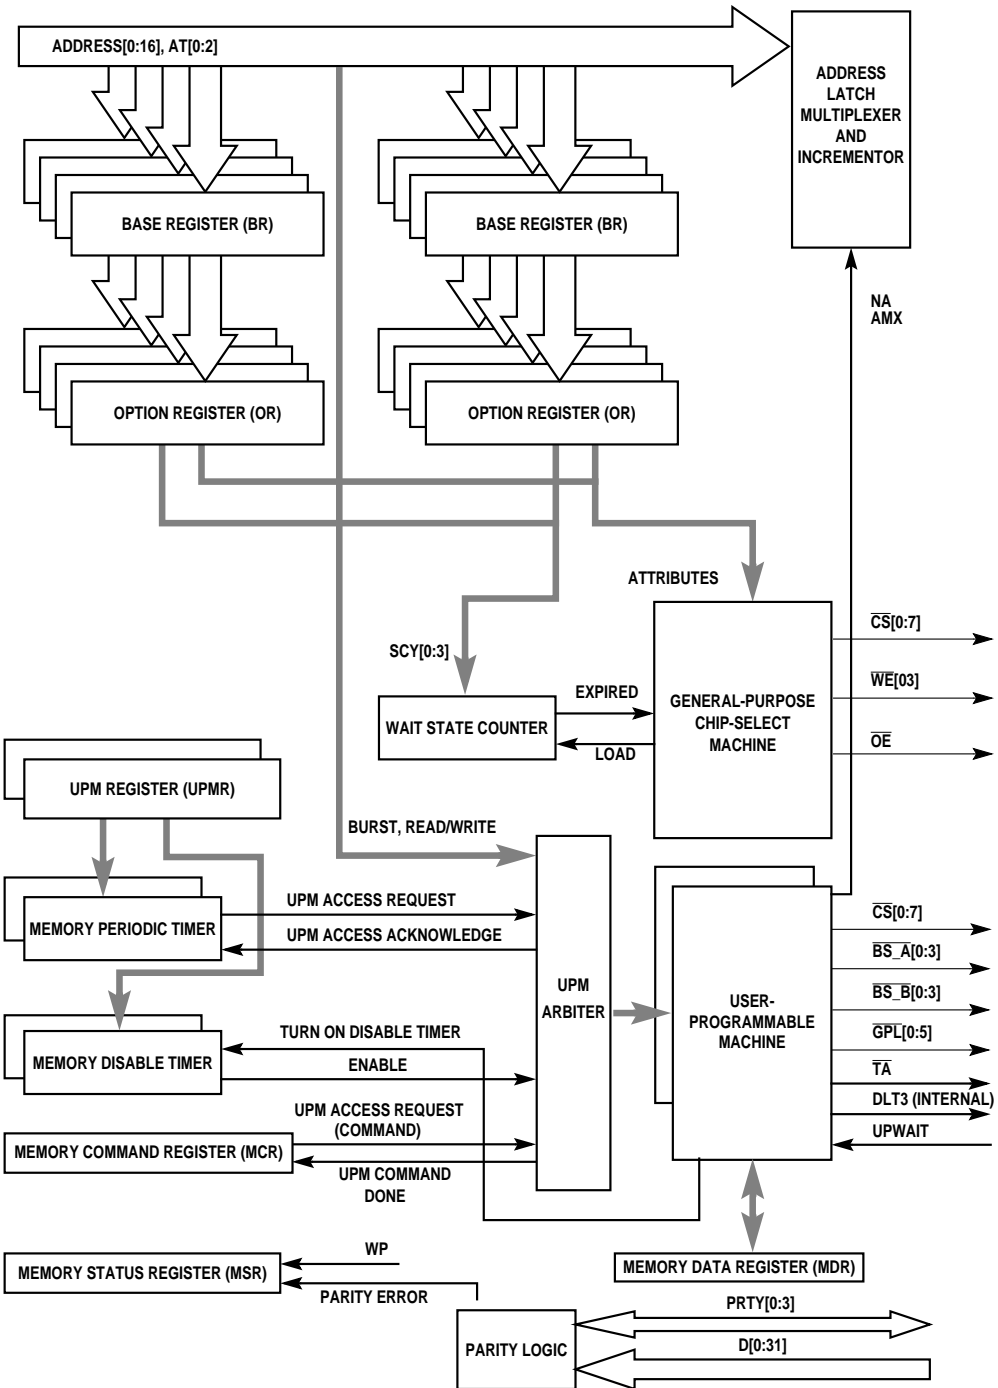 ADDRESS[0:16], AT[0:2]
ADDRESS
LATCH
MULTIPLEXER
AND
INCREMENTOR
BASE REGISTER (BR)
BASE REGISTER (BR)
NA
AMX
OPTION REGISTER (OR)
OPTION REGISTER (OR)
ATTRIBUTES
SCY[0:3]
CS[0:7]
WE[03]
OE
EXPIRED
WAIT STATE COUNTER
LOAD
GENERAL-PURPOSE
CHIP-SELECT
MACHINE
UPM REGISTER (UPMR)
BURST, READ/WRITE
UPM ACCESS REQUEST
MEMORY PERIODIC TIMER
UPM ACCESS ACKNOWLEDGE
UPM
ARBITER
USER-
PROGRAMMABLE
MACHINE
CS[0:7]
BS_A[0:3]
BS_B[0:3]
GPL[0:5]
TA
DLT3 (INTERNAL)
UPWAIT
TURN ON DISABLE TIMER
MEMORY DISABLE TIMER
ENABLE
UPM ACCESS REQUEST
(COMMAND)
MEMORY COMMAND REGISTER (MCR)
UPM COMMAND
DONE
WP
MEMORY STATUS REGISTER (MSR)
PARITY ERROR
MEMORY DATA REGISTER (MDR)
PRTY[0:3]
PARITY LOGIC
D[0:31]